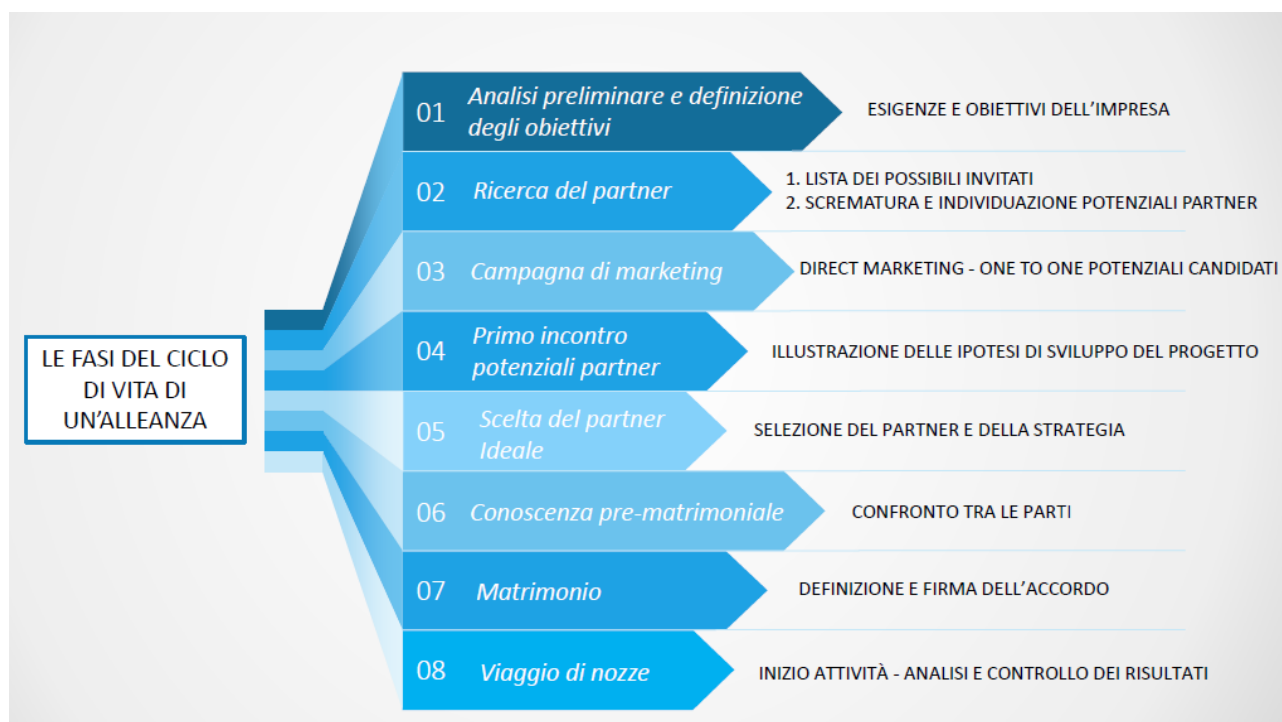 LE FASI DEL CICLO
DI VITA DI
UN'ALLEANZA
01
Analisi preliminare e definizione
degli obiettivi
ESIGENZE E OBIETTIVI DELL'IMPRESA
02
Ricerca del partner
1. LISTA DEI POSSIBILI INVITATI
2. SCREMATURA E INDIVIDUAZIONE POTENZIALI PARTNER
03
Campagna di marketing
DIRECT MARKETING - ONE TO ONE POTENZIALI CANDIDATI
04
Primo incontro
potenziali partner
ILLUSTRAZIONE DELLE IPOTESI DI SVILUPPO DEL PROGETTO
05
Scelta del partner
Ideale
SELEZIONE DEL PARTNER E DELLA STRATEGIA
06
Conoscenza pre-matrimoniale
CONFRONTO TRA LE PARTI
07
Matrimonio
DEFINIZIONE E FIRMA DELL'ACCORDO
08
Viaggio di nozze
INIZIO ATTIVITÀ - ANALISI E CONTROLLO DEI RISULTATI